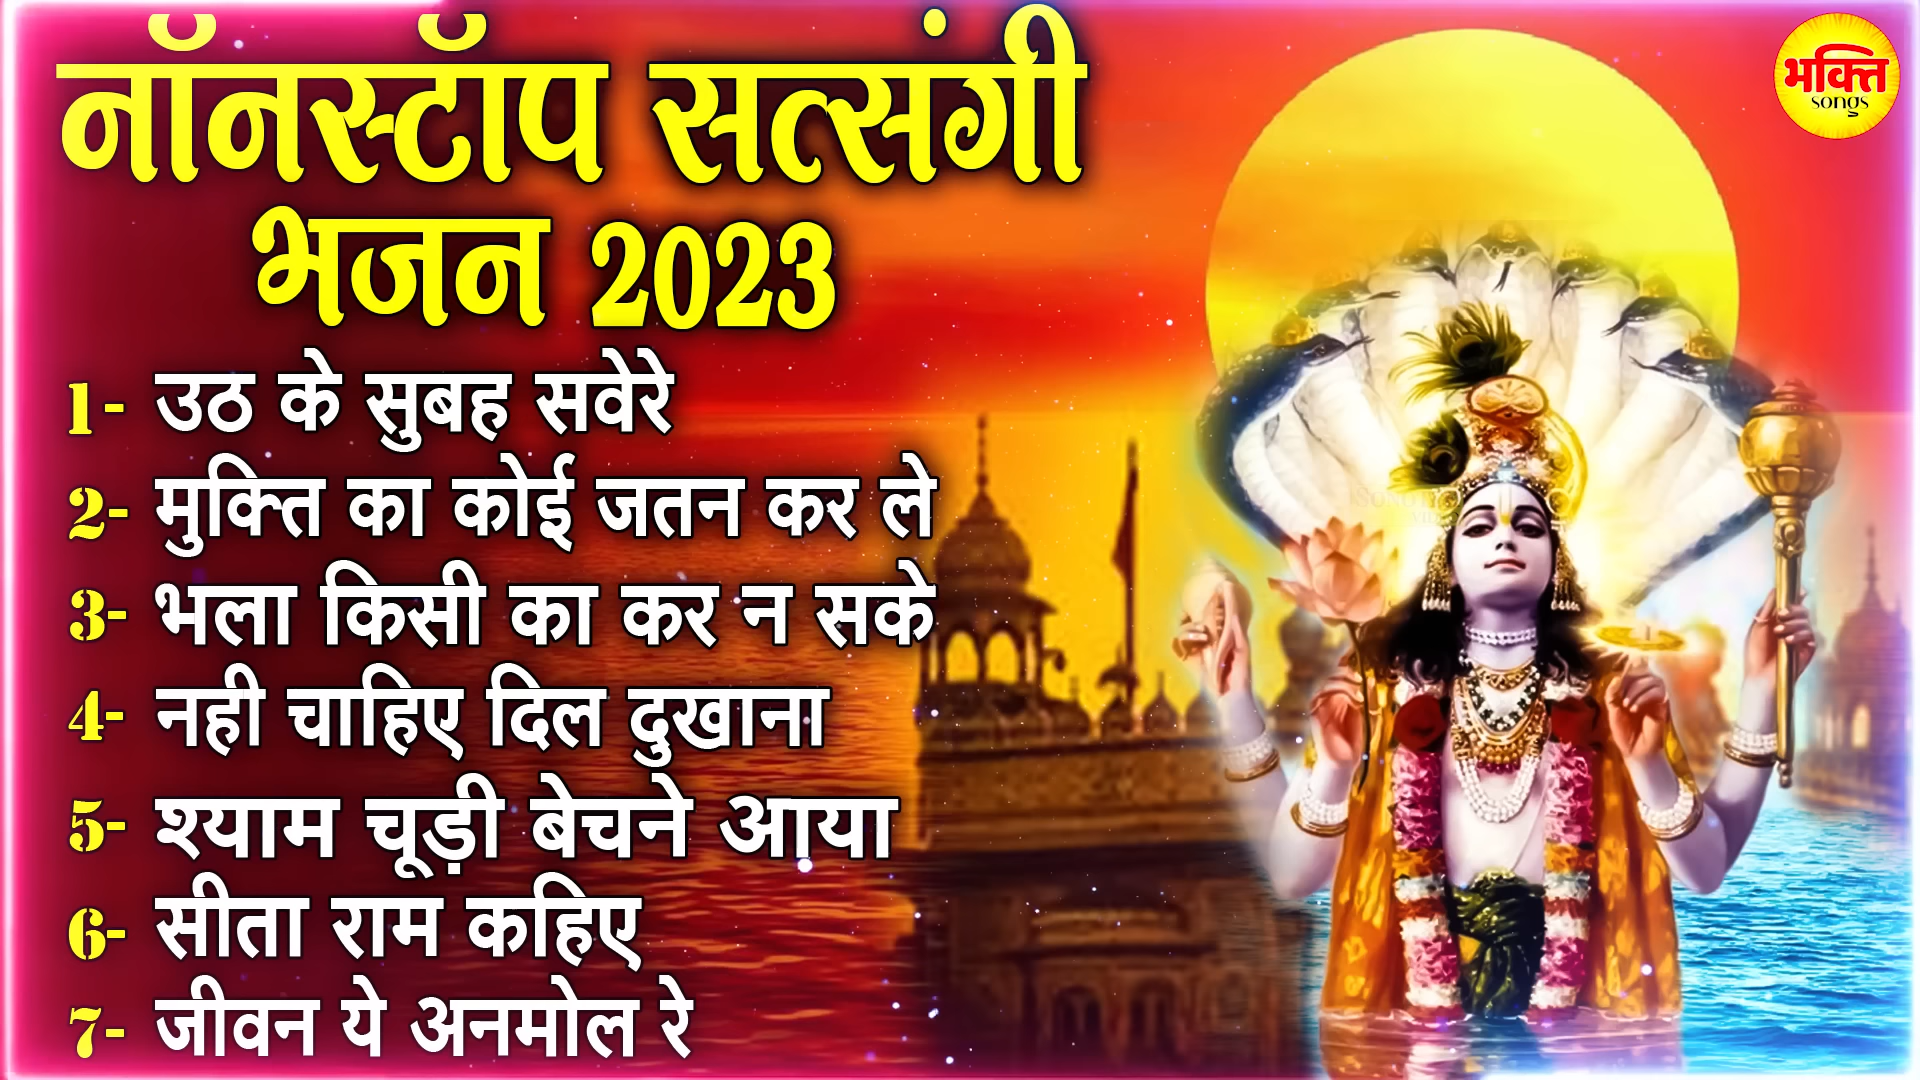 नॉनस्टॉप सत्संगी
भजन 2023
भक्ति
songs
1- उठ के सुबह सवेरे
2- मुक्ति का कोई जतन कर ले
3- भला किसी का कर न सके
4- नही चाहिए दिल दुखाना
5- श्याम चूड़ी बेचने आया
6- सीता राम कहिए
7- जीवन ये अनमोल रे